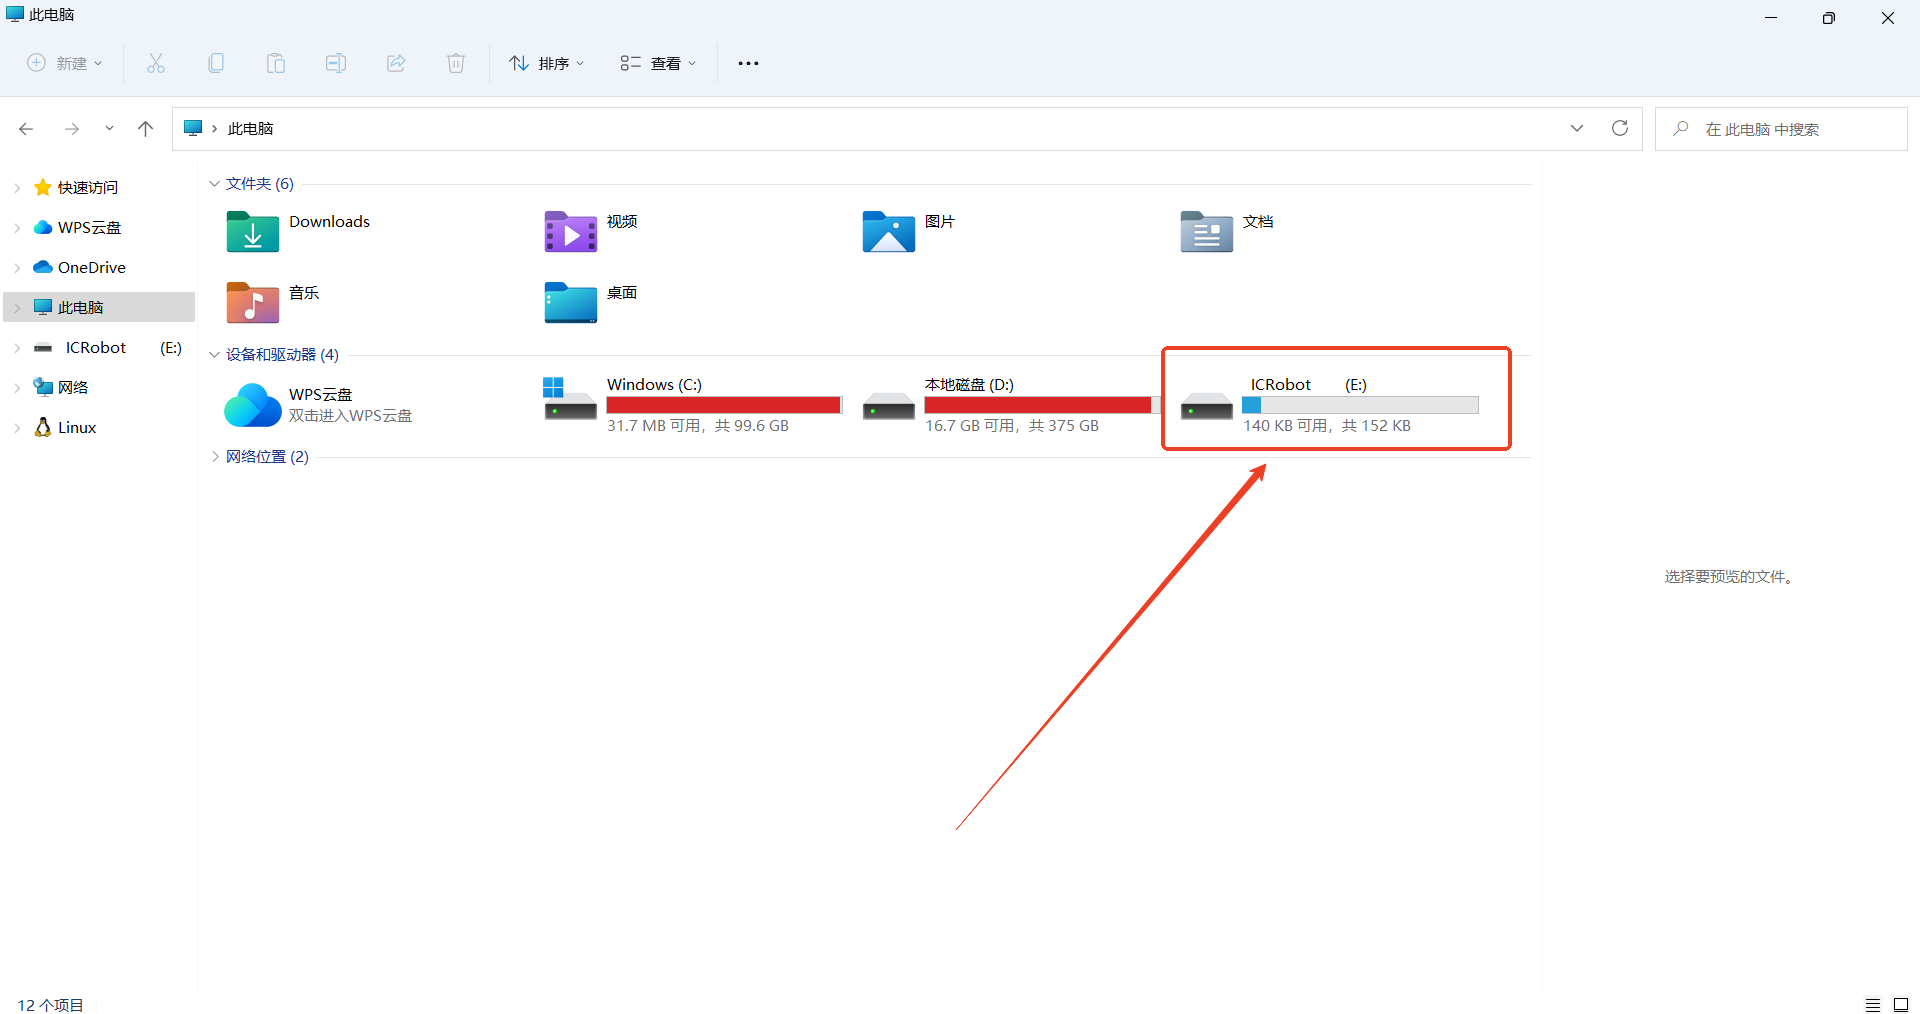 此电脑
新建
排序
查看
此电脑
在 此电脑 中搜索
快速访问
WPS云盘
OneDrive
此电脑
ICRobot (E:)
网络
Linux
文件夹 (6)
Downloads
视频
图片
文档
音乐
桌面
设备和驱动器 (4)
WPS云盘
双击进入WPS云盘
Windows (C:)
31.7 MB 可用，共 99.6 GB
本地磁盘 (D:)
16.7 GB 可用，共 375 GB
ICRobot (E:)
140 KB 可用，共 152 KB
网络位置 (2)
选择要预览的文件。
12 个项目